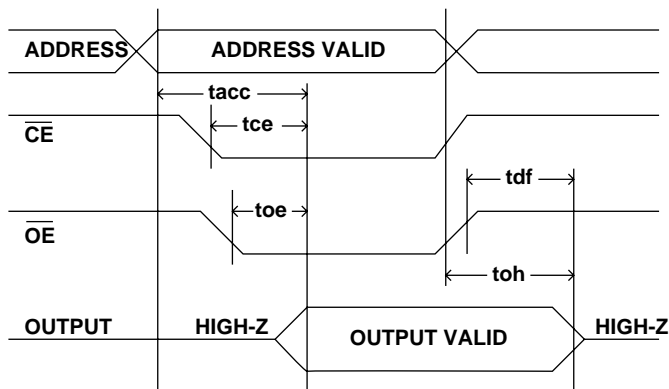 ADDRESS ADDRESS VALID
tacc
CE tce
tdf
OE toe
toh
OUTPUT HIGH-Z OUTPUT VALID HIGH-Z